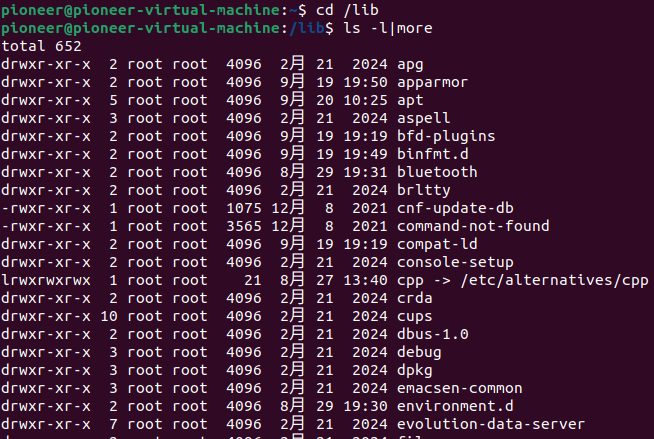 pioneer@pioneer-virtual-machine:~$ cd /lib
pioneer@pioneer-virtual-machine:/lib$ ls -l|more
total 652
drwxr-xr-x  2 root root  4096  2月 21  2024 apg
drwxr-xr-x  2 root root  4096  9月 19 19:50 apparmor
drwxr-xr-x  5 root root  4096  9月 20 10:25 apt
drwxr-xr-x  3 root root  4096  2月 21  2024 aspell
drwxr-xr-x  2 root root  4096  9月 19 19:19 bfd-plugins
drwxr-xr-x  2 root root  4096  9月 19 19:49 binfmt.d
drwxr-xr-x  2 root root  4096  8月 29 19:31 bluetooth
drwxr-xr-x  2 root root  4096  2月 21  2024 brltty
-rwxr-xr-x  1 root root  1075 12月  8  2021 cnf-update-db
-rwxr-xr-x  1 root root  3565 12月  8  2021 command-not-found
drwxr-xr-x  2 root root  4096  9月 19 19:19 compat-ld
drwxr-xr-x  2 root root  4096  2月 21  2024 console-setup
lrwxrwxrwx  1 root root    21  8月 27 13:40 cpp -> /etc/alternatives/cpp
drwxr-xr-x  2 root root  4096  2月 21  2024 crda
drwxr-xr-x 10 root root  4096  2月 21  2024 cups
drwxr-xr-x  2 root root  4096  2月 21  2024 dbus-1.0
drwxr-xr-x  3 root root  4096  2月 21  2024 debug
drwxr-xr-x  3 root root  4096  2月 21  2024 dpkg
drwxr-xr-x  3 root root  4096  2月 21  2024 emacsen-common
drwxr-xr-x  2 root root  4096  8月 29 19:30 environment.d
drwxr-xr-x  7 root root  4096  2月 21  2024 evolution-data-server